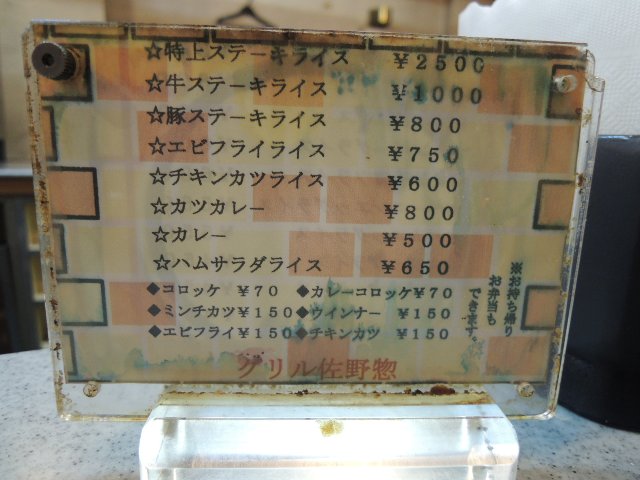 ☆特上ステーキライス ¥2500
☆牛ステーキライス ¥1000
☆豚ステーキライス ¥800
☆エビフライライス ¥750
☆チキンカツライス ¥600
☆カツカレー ¥800
☆カレー ¥500
☆ハムサラダライス ¥650
◆コロッケ ¥70 ◆カレーコロッケ¥70
◆ミンチカツ¥150 ◆ウインナー ¥150
◆エビフライ¥150 ◆チキンカツ ¥150
※お持ち帰り
お弁当も
できます。
グリル佐野惣